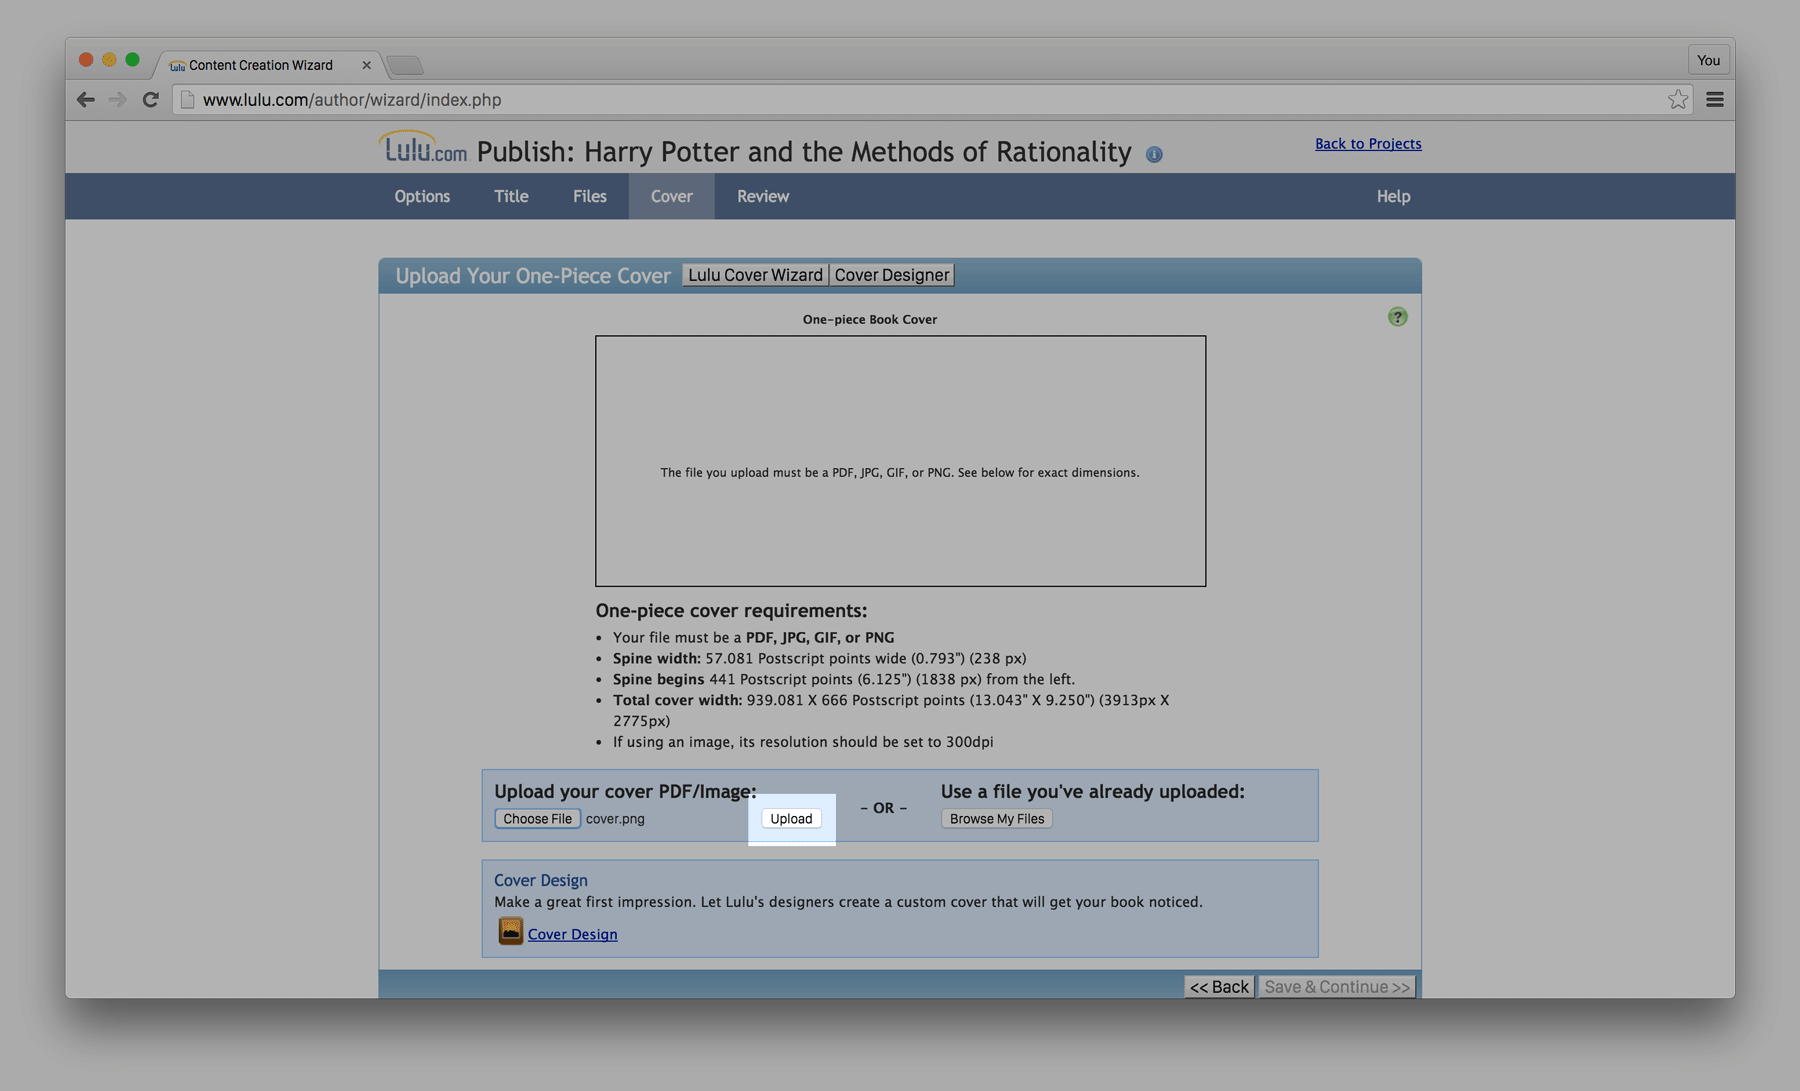 Content Creation Wizard
You
www.lulu.com/author/wizard/index.php
Lulu.com Publish: Harry Potter and the Methods of Rationality
Back to Projects
Options Title Files Cover Review Help
Upload Your One-Piece Cover Lulu Cover Wizard Cover Designer
One-piece Book Cover
?
The file you upload must be a PDF, JPG, GIF, or PNG. See below for exact dimensions.
One-piece cover requirements:
• Your file must be a PDF, JPG, GIF, or PNG
• Spine width: 57.081 Postscript points wide (0.793") (238 px)
• Spine begins 441 Postscript points (6.125") (1838 px) from the left.
• Total cover width: 939.081 X 666 Postscript points (13.043" X 9.250") (3913px X
2775px)
• If using an image, its resolution should be set to 300dpi
Upload your cover PDF/Image:
Choose File cover.png Upload
- OR -
Use a file you've already uploaded:
Browse My Files
Cover Design
Make a great first impression. Let Lulu's designers create a custom cover that will get your book noticed.
Cover Design
<< Back Save & Continue >>